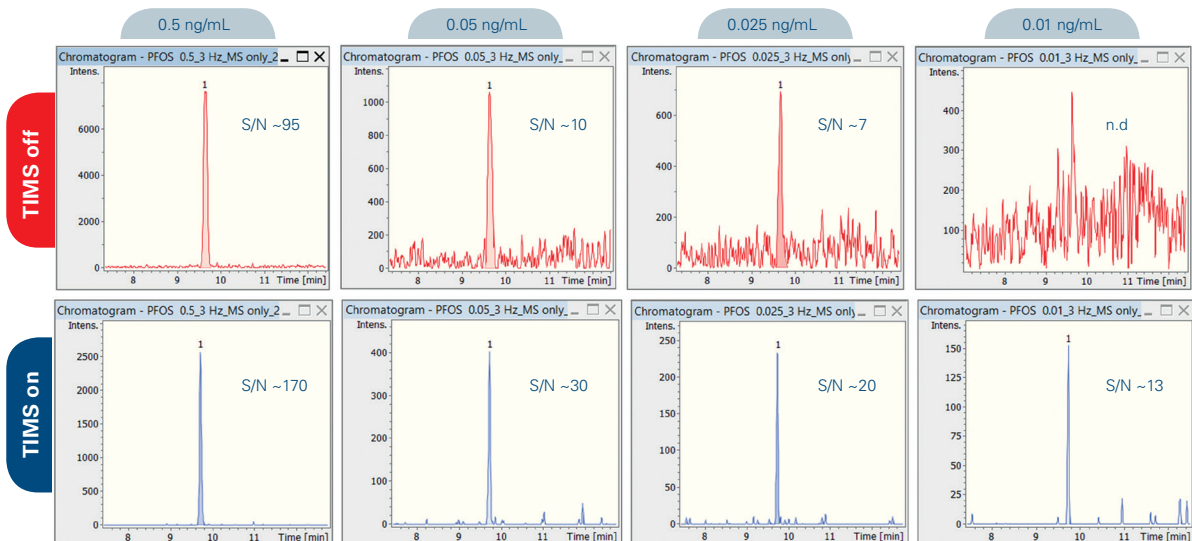 0.5 ng/mL
0.05 ng/mL
0.025 ng/mL
0.01 ng/mL
TIMS off
Chromatogram - PFOS 0.5_3 Hz_MS only_2
Intens.
6000
4000
2000
0
1
S/N ~95
8 9 10 11 Time [min]
Chromatogram - PFOS 0.05_3 Hz_MS only_
Intens.
1000
800
600
400
200
0
1
S/N ~10
8 9 10 11 Time [min]
Chromatogram - PFOS 0.025_3 Hz_MS only
Intens.
600
400
200
0
1
S/N ~7
8 9 10 11 Time [min]
Chromatogram - PFOS 0.01_3 Hz_MS only_
Intens.
400
300
200
100
n.d
8 9 10 11 Time [min]
TIMS on
Chromatogram - PFOS 0.5_3 Hz_MS only_2
Intens.
2500
2000
1500
1000
500
0
1
S/N ~170
8 9 10 11 Time [min]
Chromatogram - PFOS 0.05_3 Hz_MS only_
Intens.
400
300
200
100
0
1
S/N ~30
8 9 10 11 Time [min]
Chromatogram - PFOS 0.025_3 Hz_MS only
Intens.
250
200
150
100
50
0
1
S/N ~20
8 9 10 11 Time [min]
Chromatogram - PFOS 0.01_3 Hz_MS only_
Intens.
150
125
100
75
50
25
0
1
S/N ~13
8 9 10 11 Time [min]